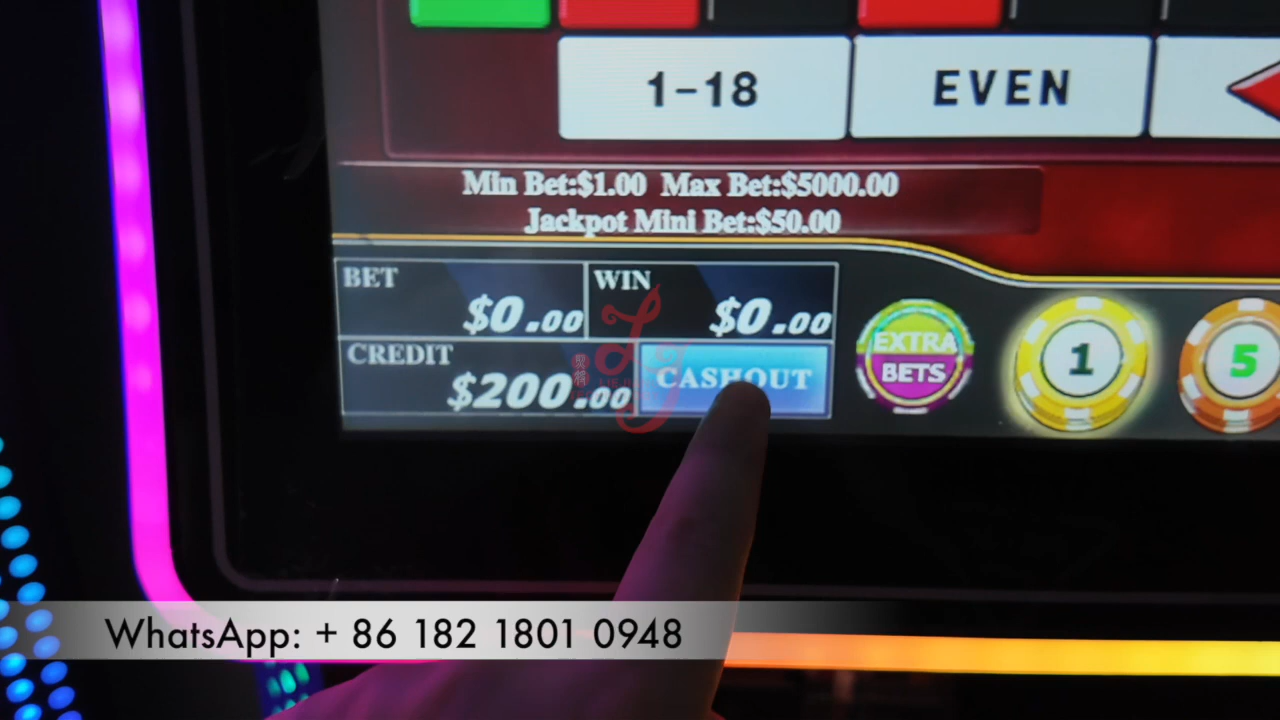 1-18
EVEN
Min Bet:$1.00 Max Bet:$5000.00
Jackpot Mini Bet:$50.00
BET
$0.00
WIN
$0.00
CREDIT
$200.00
CASHOUT
EXTRA
BETS
1
5
WhatsApp: + 86 182 1801 0948